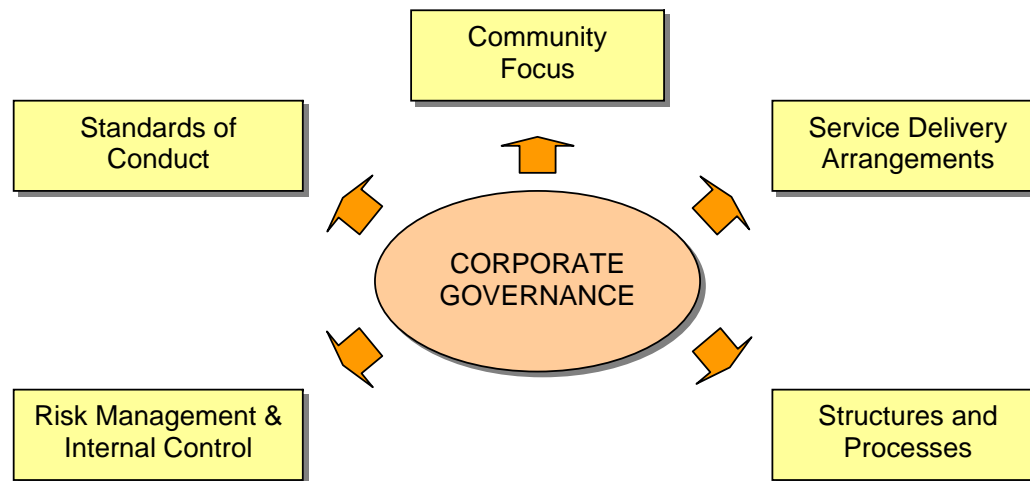 Community
Focus
Standards of
Conduct
Service Delivery
Arrangements
CORPORATE
GOVERNANCE
Risk Management &
Internal Control
Structures and
Processes